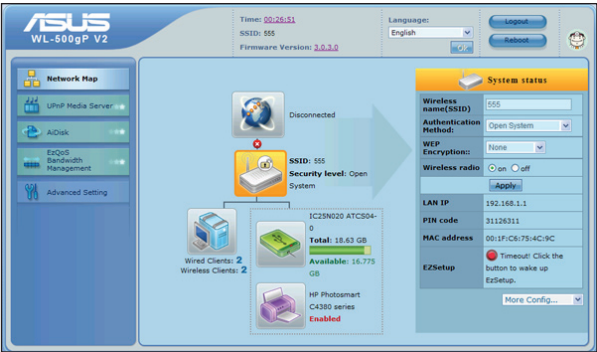 ASUS
WL-500gP V2
Time: 00:26:51
SSID: 555
Firmware Version: 3.0.3.0
Language:
English
Logout
Reboot
Network Map
UPnP Media Server
AiDisk
EzQoS
Bandwidth
Management
Advanced Setting
Disconnected
SSID: 555
Security level: Open
System
Wired Clients: 2
Wireless Clients: 2
IC25N020 ATCS04-
0
Total: 18.63 GB
Available: 16.775
GB
HP Photosmart
C4380 series
Enabled
System status
Wireless
name(SSID)
555
Authentication
Method:
Open System
WEP
Encryption::
None
Wireless radio
on off
Apply
LAN IP
192.168.1.1
PIN code
31126311
MAC address
00:1F:C6:75:4C:9C
EZSetup
Timeout! Click the
button to wake up
EzSetup.
More Config...